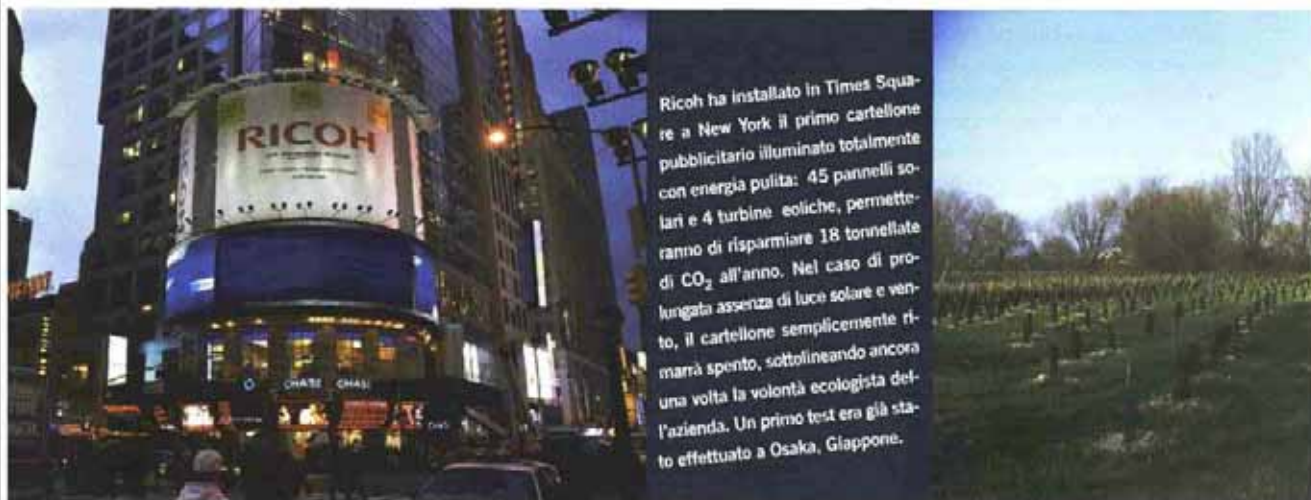 RICOH
CHASE CHASE
Ricoh ha installato in Times Squa-
re a New York il primo cartellone
pubblicitario illuminato totalmente
con energia pulita: 45 pannelli so-
lari e 4 turbine eoliche, permette-
ranno di risparmiare 18 tonnellate
di CO₂ all'anno. Nel caso di pro-
lungata assenza di luce solare e ven-
to, il cartellone semplicemente ri-
marrà spento, sottolineando ancora
una volta la volontà ecologista del-
l'azienda. Un primo test era già sta-
to effettuato a Osaka, Giappone.